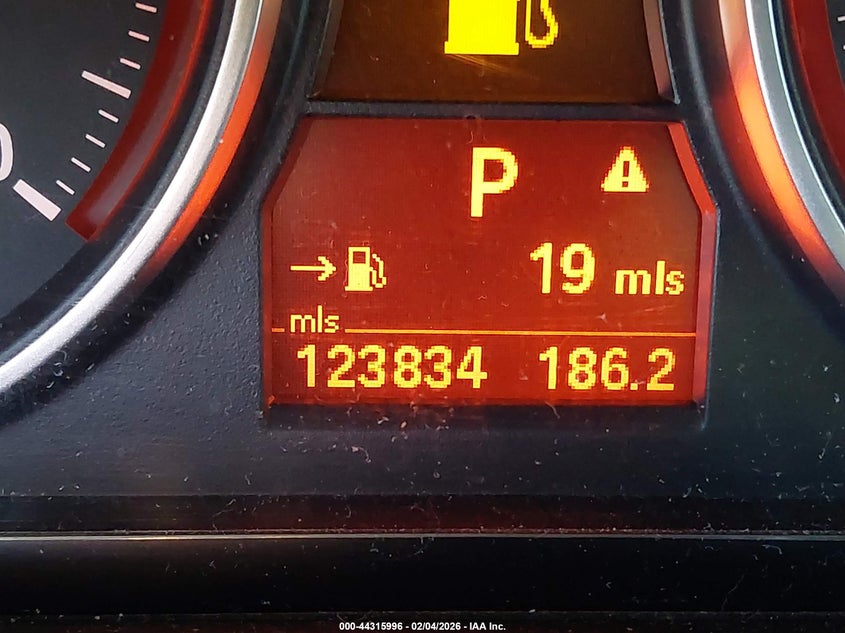 P
19 mls
mls
123834 186.2
000-44315996 - 02/04/2026 - IAA Inc.